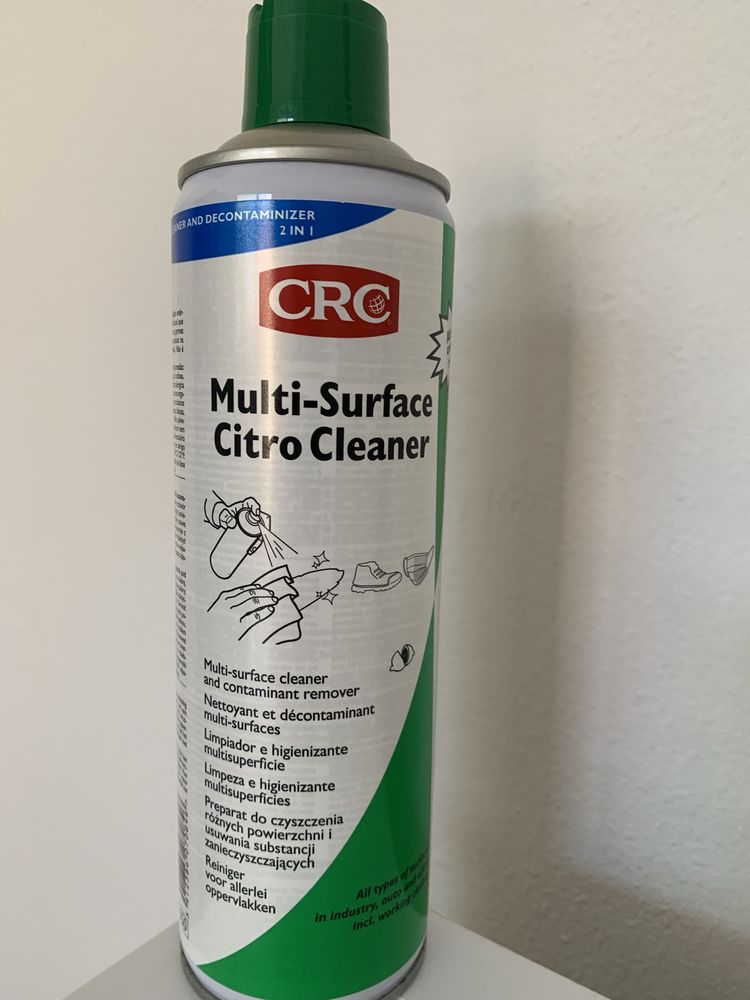 AND DECONTAMINIZER
2 IN 1
CRC
Multi-Surface
Citro Cleaner
Multi-surface cleaner
and contaminant remover
Nettoyant et décontaminant
multi-surfaces
Limpiador e higienizante
multisuperficie
Limpeza e higienizante
multisuperfícies
Preparat do czyszczenia
różnych powierzchni i
usuwania substancji
zanieczyszczających
Reiniger
voor allerlei
oppervlakken
All types of
in industry, auto and
incl. working